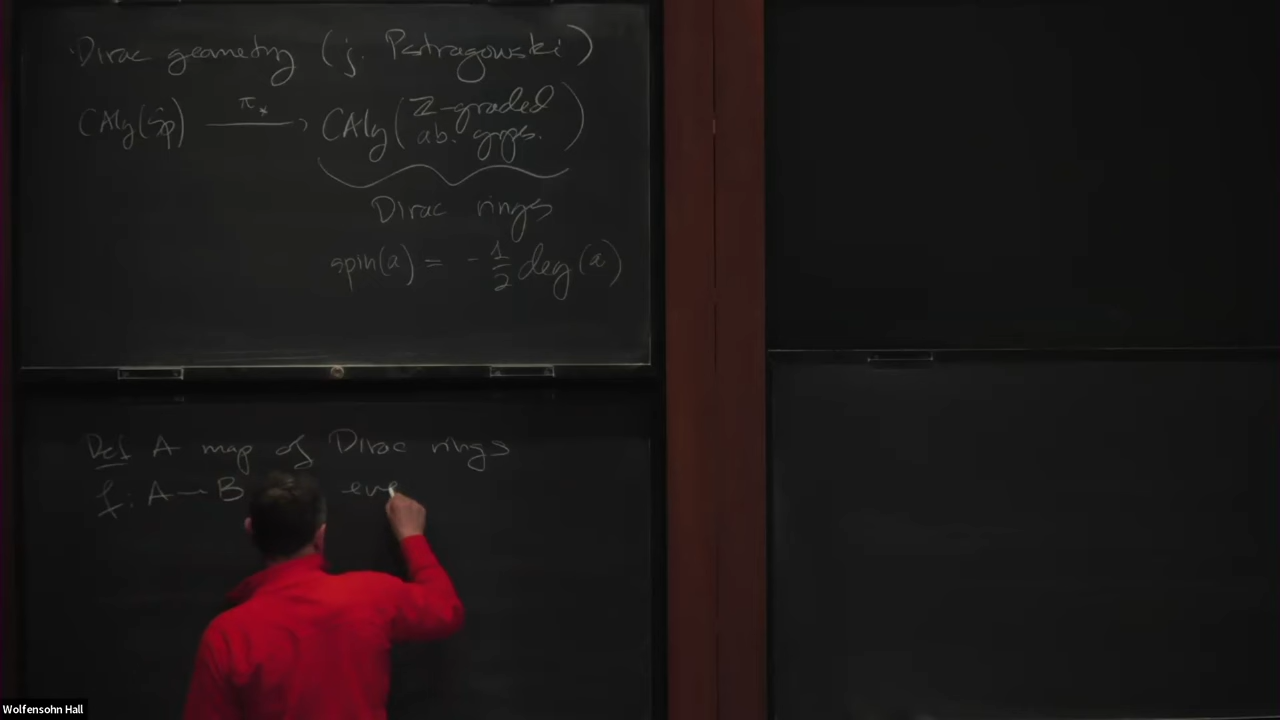 Dirac geometry (j. Pstragowski)
CAlg(Sp) π* → CAlg(ℤ-graded
ab. grps.)
Dirac rings
spin(a) = - 1/2 deg(a)
Def A map of Dirac rings
f: A → B eve
Wolfensohn Hall